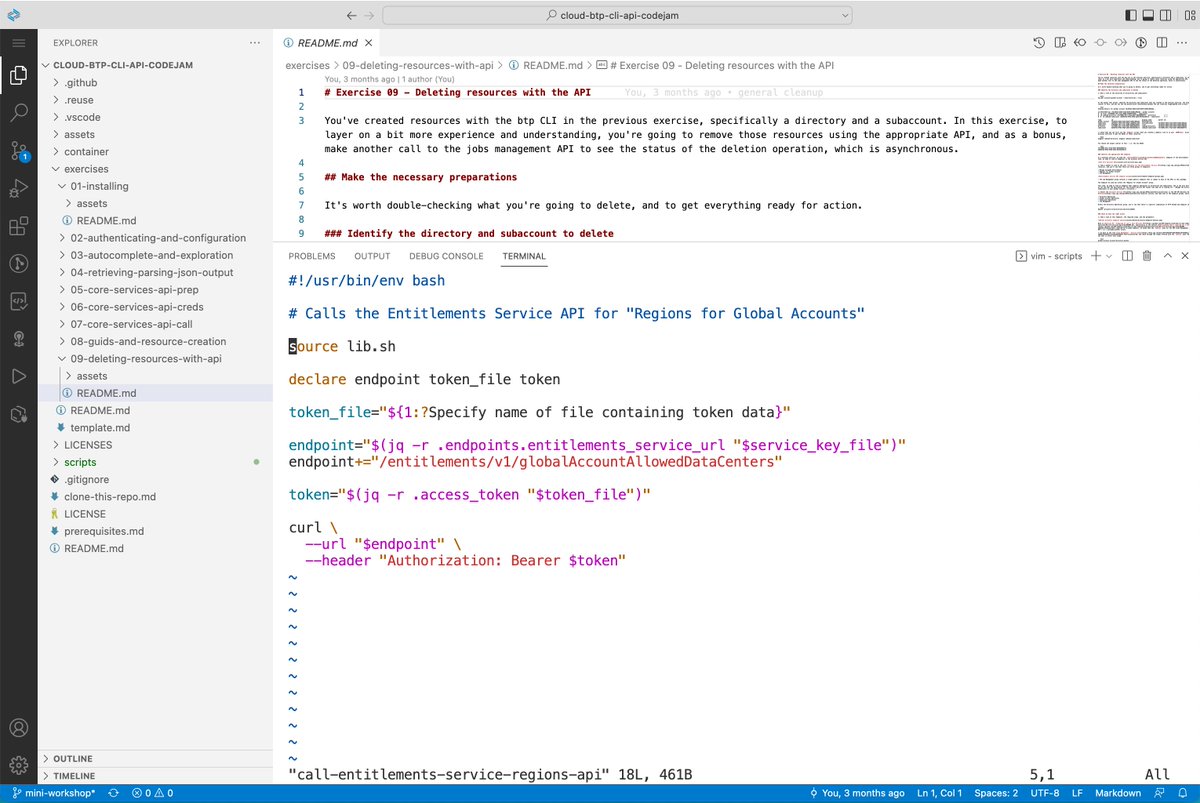 cloud-btp-cli-api-codejam
EXPLORER
CLOUD-BTP-CLI-API-CODEJAM
.github
.reuse
.vscode
assets
container
exercises
01-installing
assets
README.md
02-authenticating-and-configuration
03-autocomplete-and-exploration
04-retrieving-parsing-json-output
05-core-services-api-prep
06-core-services-api-creds
07-core-services-api-call
08-guids-and-resource-creation
09-deleting-resources-with-api
assets
README.md
README.md
template.md
LICENSES
scripts
.gitignore
clone-this-repo.md
LICENSE
prerequisites.md
README.md
OUTLINE
TIMELINE
1
README.md
exercises > 09-deleting-resources-with-api > README.md > # Exercise 09 - Deleting resources with the API
You, 3 months ago | 1 author (You)
1 # Exercise 09 - Deleting resources with the API You, 3 months ago • general cleanup
2
3 You've created resources with the btp CLI in a previous exercise, specifically a directory and a subaccount. In this exercise, to
layer on a bit more API understanding, you're going to delete those resources using the appropriate API, and as a bonus,
make another call to a jobs management API to see the status of the deletion operation, which is asynchronous.
4
5 ## Make the necessary preparations
6
7 It's worth double checking what you're going to delete, and to get everything ready for action.
8
9 ### Identify the directory and subaccount to delete
PROBLEMS OUTPUT DEBUG CONSOLE TERMINAL
vim - scripts
#!/usr/bin/env bash
# Calls the Entitlements Service API for "Regions for Global Accounts"
source lib.sh
declare endpoint token_file token
token_file="${1:?Specify name of file containing token data}"
endpoint="$(jq -r .endpoints.entitlements_service_url "$service_key_file")"
endpoint+="/entitlements/v1/globalAccountAllowedDataCenters"
token="$(jq -r .access_token "$token_file")"
curl \
--url "$endpoint" \
--header "Authorization: Bearer $token"
~
~
~
~
~
~
~
~
~
~
~
~
"call-entitlements-service-regions-api" 18L, 461B 5,1 All
mini-workshop* 0 0 You, 3 months ago Ln 1, Col 1 Spaces: 2 UTF-8 LF Markdown